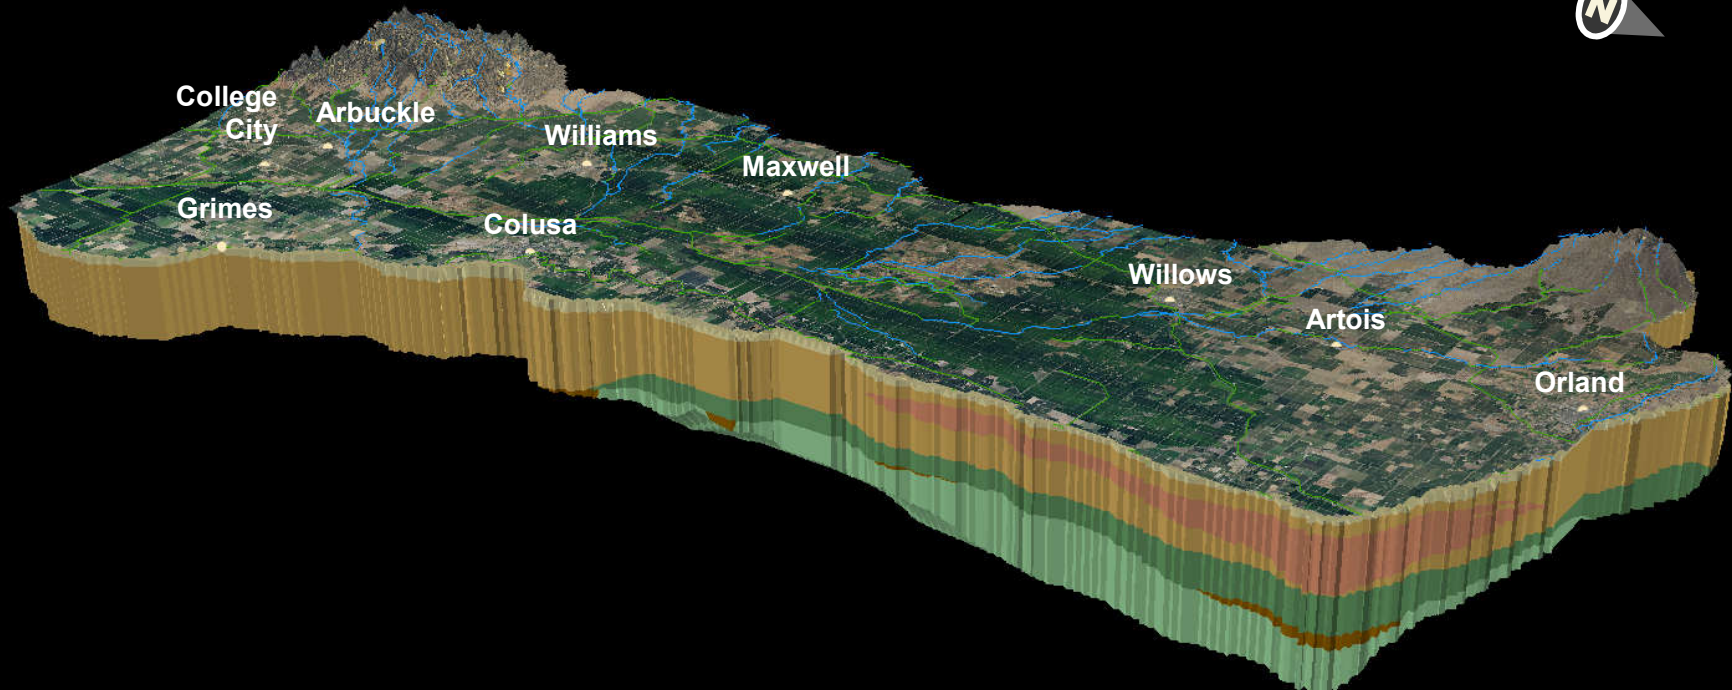 N
College
City
Arbuckle
Williams
Maxwell
Grimes
Colusa
Willows
Artois
Orland